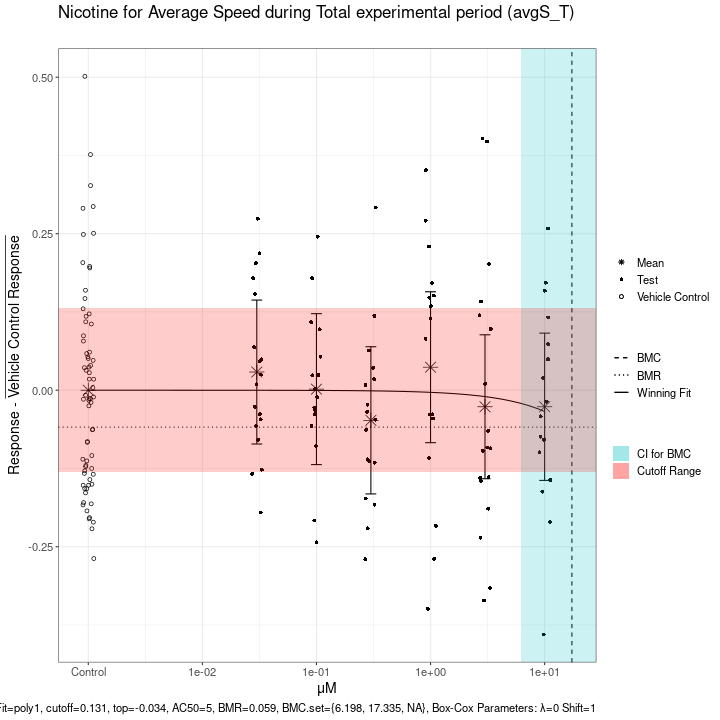 Nicotine for Average Speed during Total experimental period (avgS_T)
Response - Vehicle Control Response
0.50
0.25
0.00
-0.25
Control
1e-02
1e-01
1e+00
1e+01
µM
Mean
Test
Vehicle Control
BMC
BMR
Winning Fit
CI for BMC
Cutoff Range
Fit=poly1, cutoff=0.131, top=-0.034, AC50=5, BMR=0.059, BMC.set={6.198, 17.335, NA}, Box-Cox Parameters: λ=0 Shift=1